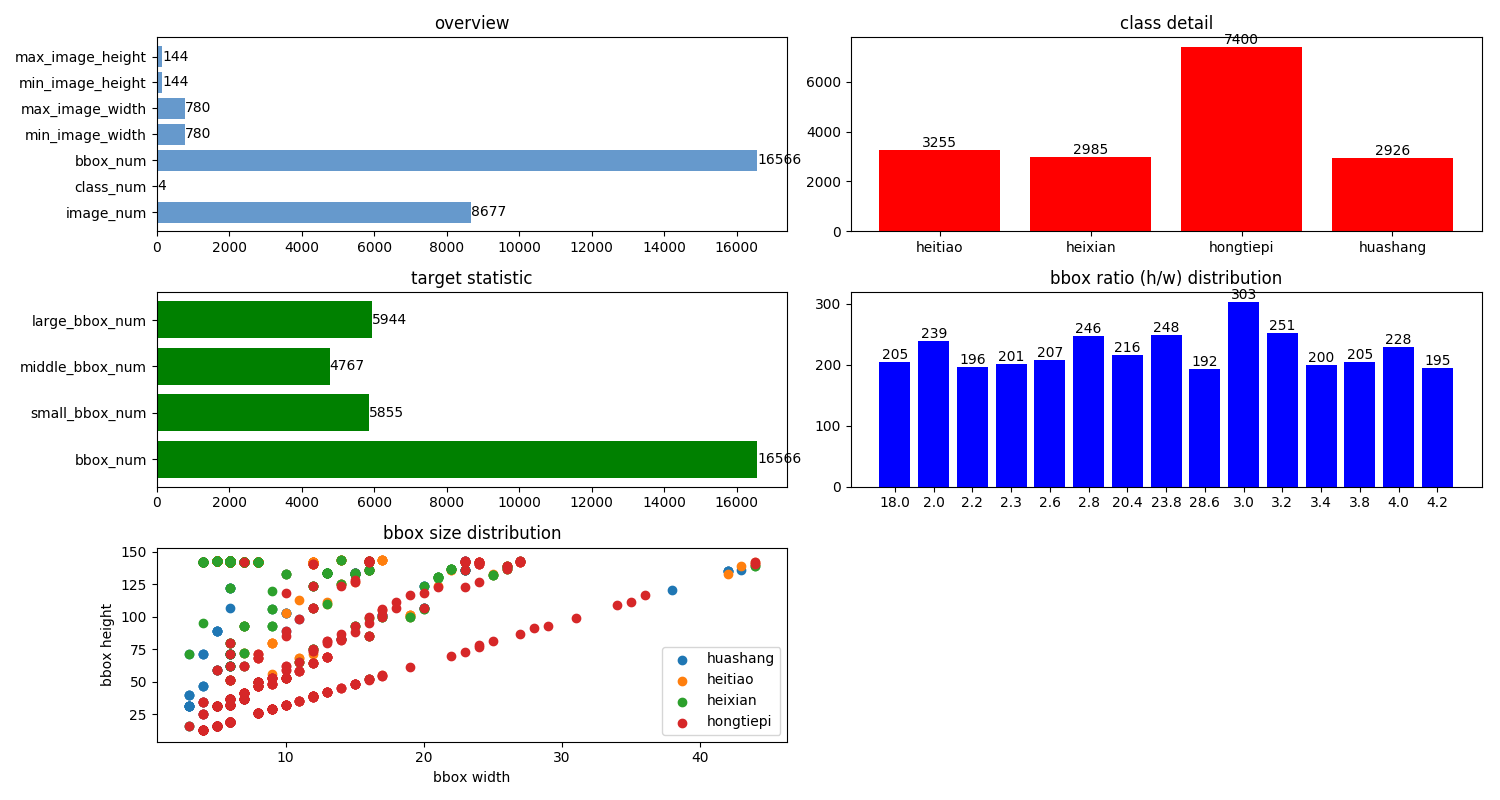 overview
max_image_height 144
min_image_height 144
max_image_width 780
min_image_width 780
bbox_num 16566
class_num 4
image_num 8677
0 2000 4000 6000 8000 10000 12000 14000 16000
class detail
7400
6000
4000
3255 2985 2926
2000
0
heitiao heixian hongtiepi huashang
target statistic
large_bbox_num 5944
middle_bbox_num 4767
small_bbox_num 5855
bbox_num 16566
0 2000 4000 6000 8000 10000 12000 14000 16000
bbox ratio (h/w) distribution
300
200
100
0
205 239 196 201 207 246 216 248 192 303 251 200 205 228 195
18.0 2.0 2.2 2.3 2.6 2.8 20.4 23.8 28.6 3.0 3.2 3.4 3.8 4.0 4.2
bbox size distribution
bbox height
150
125
100
75
50
25
huashang
heitiao
heixian
hongtiepi
10 20 30 40
bbox width